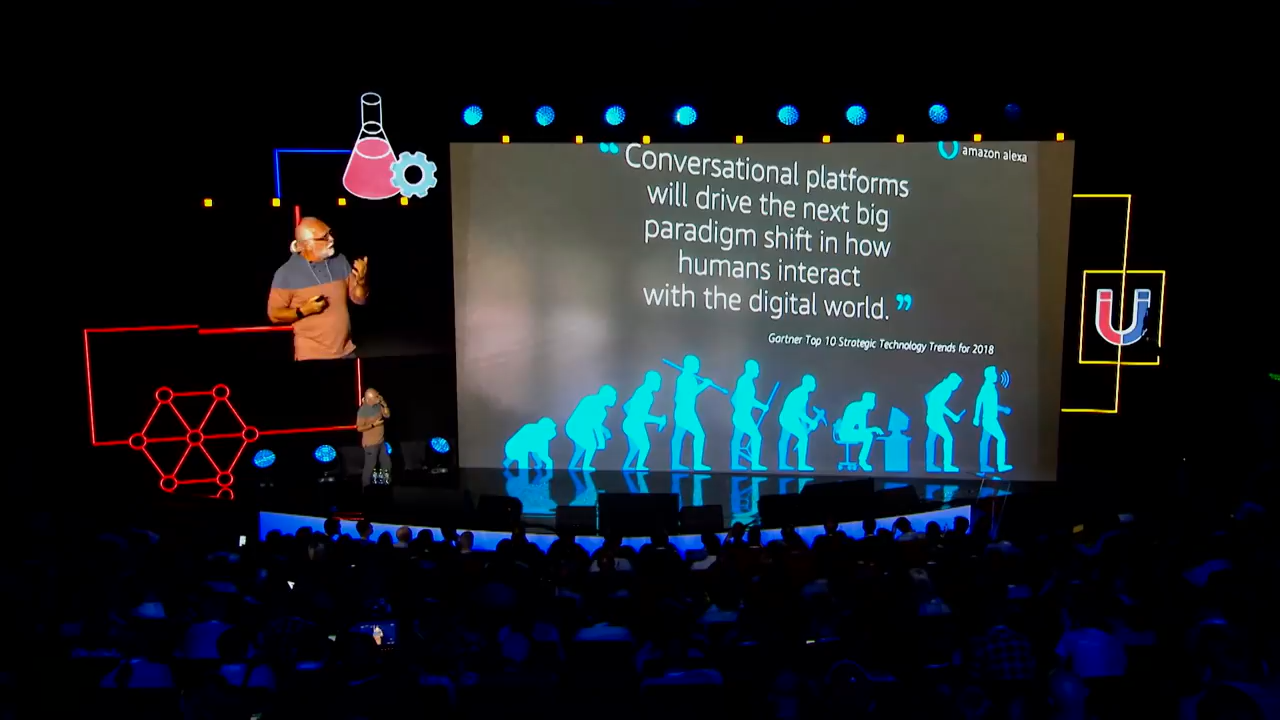 amazon alexa
“Conversational platforms
will drive the next big
paradigm shift in how
humans interact
with the digital world.”
Gartner Top 10 Strategic Technology Trends for 2018